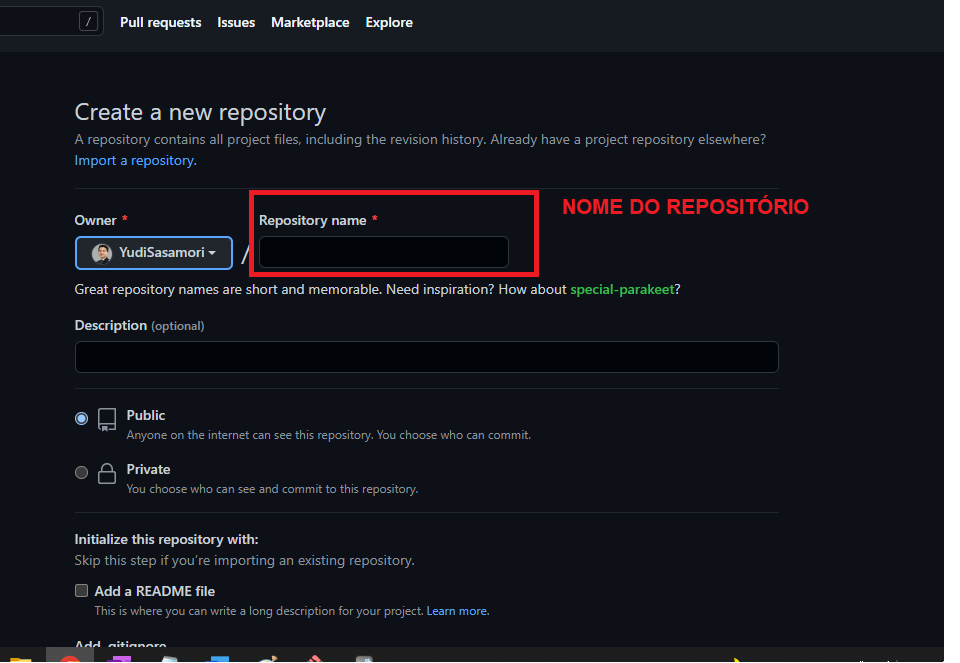 / Pull requests Issues Marketplace Explore
Create a new repository
A repository contains all project files, including the revision history. Already have a project repository elsewhere?
Import a repository.
Owner * Repository name * NOME DO REPOSITÓRIO
YudiSasamori /
Great repository names are short and memorable. Need inspiration? How about special-parakeet?
Description (optional)
Public
Anyone on the internet can see this repository. You choose who can commit.
Private
You choose who can see and commit to this repository.
Initialize this repository with:
Skip this step if you're importing an existing repository.
Add a README file
This is where you can write a long description for your project. Learn more.
Add .gitignore